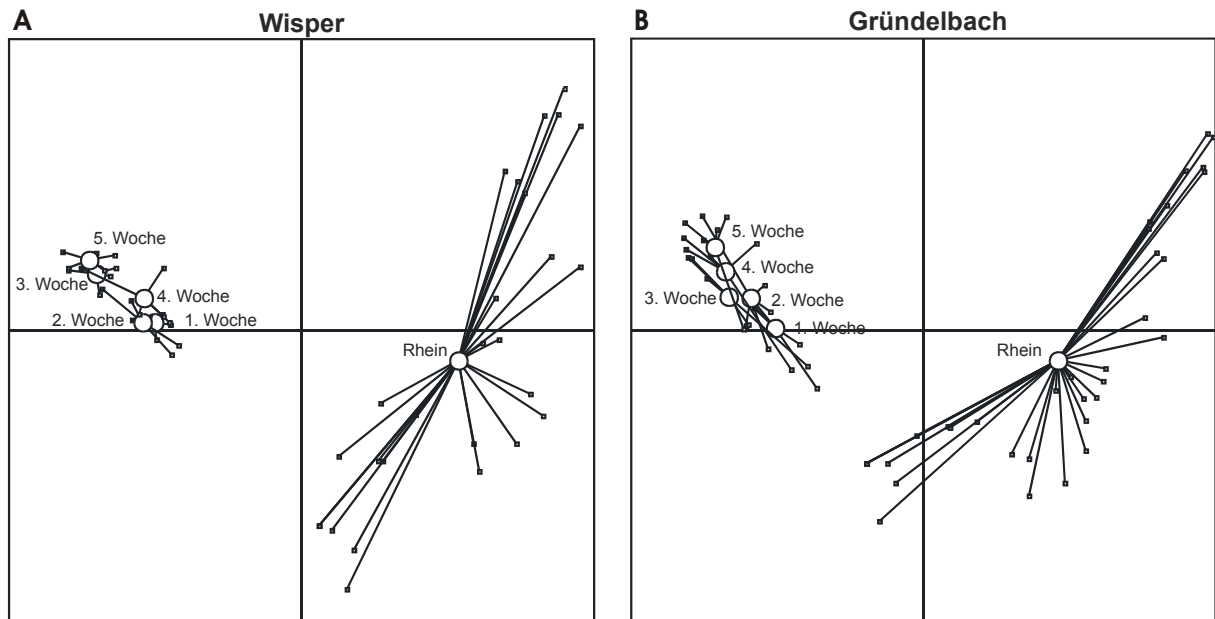 A
Wisper
5. Woche
3. Woche
4. Woche
2. Woche
1. Woche
Rhein
B
Gründelbach
5. Woche
4. Woche
3. Woche
2. Woche
1. Woche
Rhein